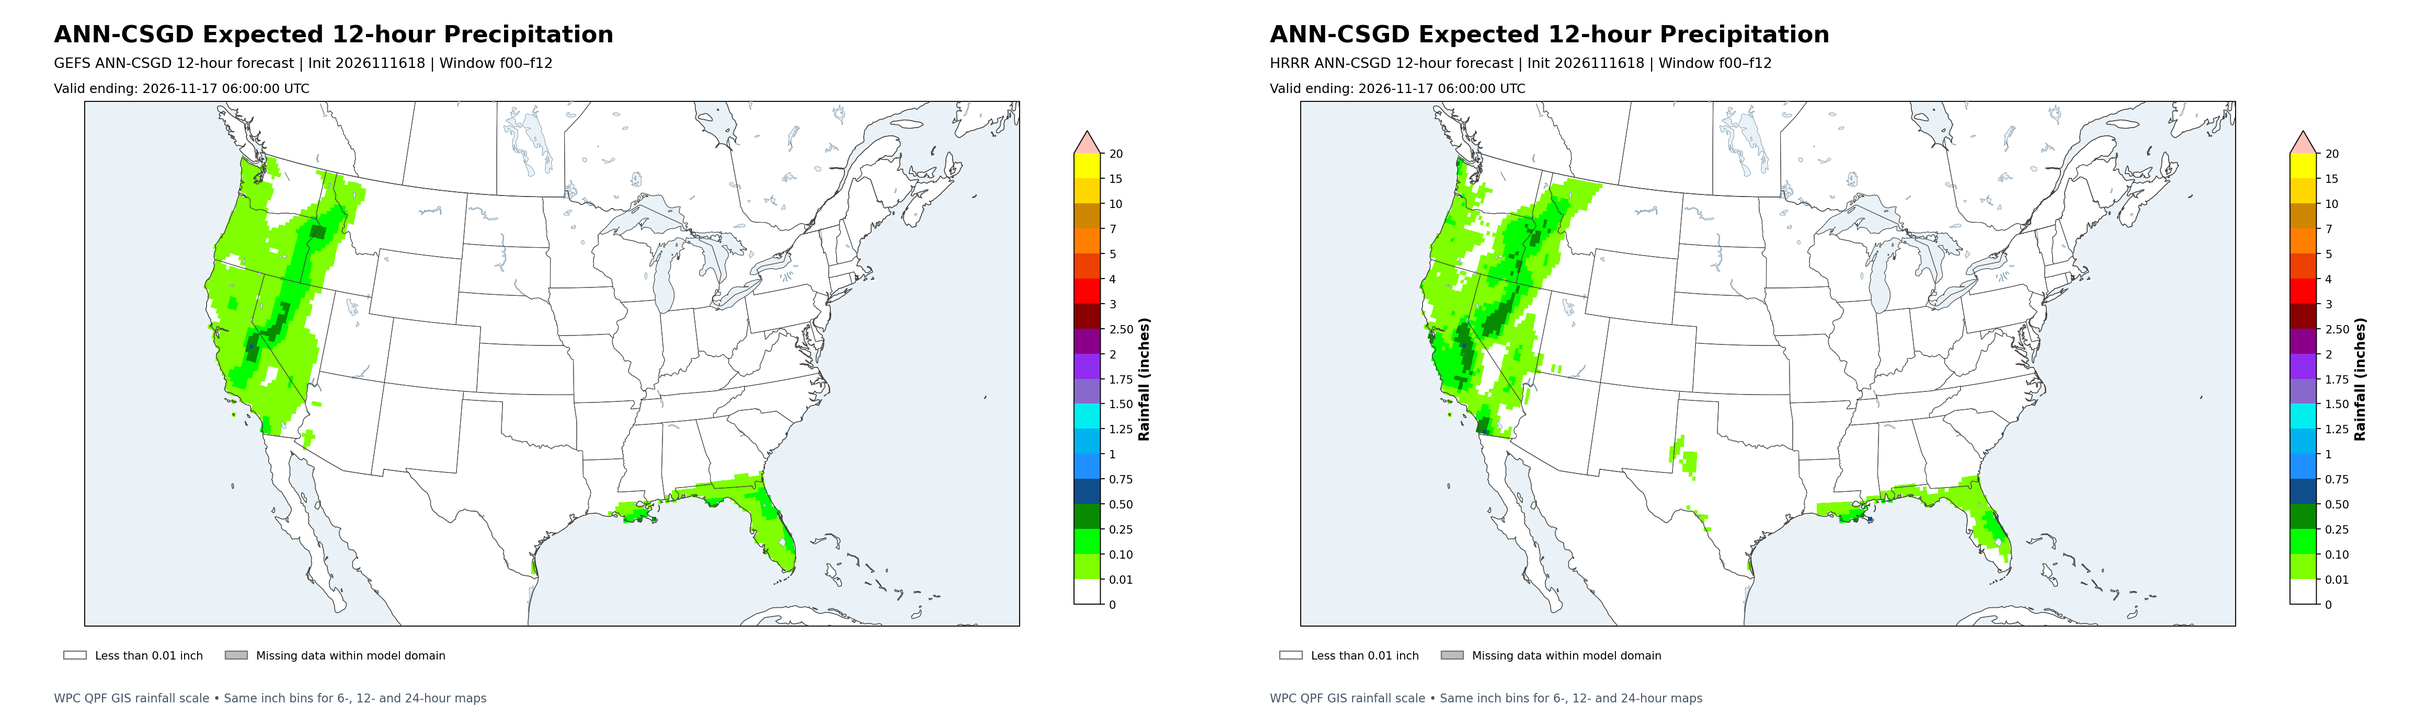 ANN-CSGD Expected 12-hour Precipitation
GEFS ANN-CSGD 12-hour forecast | Init 2026111618 | Window f00–f12
Valid ending: 2026-11-17 06:00:00 UTC
20
15
10
7
5
4
3
2.50
2
1.75
1.50
1.25
1
0.75
0.50
0.25
0.10
0.01
0
Rainfall (inches)
Less than 0.01 inch
Missing data within model domain
WPC QPF GIS rainfall scale • Same inch bins for 6-, 12- and 24-hour maps
ANN-CSGD Expected 12-hour Precipitation
HRRR ANN-CSGD 12-hour forecast | Init 2026111618 | Window f00–f12
Valid ending: 2026-11-17 06:00:00 UTC
20
15
10
7
5
4
3
2.50
2
1.75
1.50
1.25
1
0.75
0.50
0.25
0.10
0.01
0
Rainfall (inches)
Less than 0.01 inch
Missing data within model domain
WPC QPF GIS rainfall scale • Same inch bins for 6-, 12- and 24-hour maps